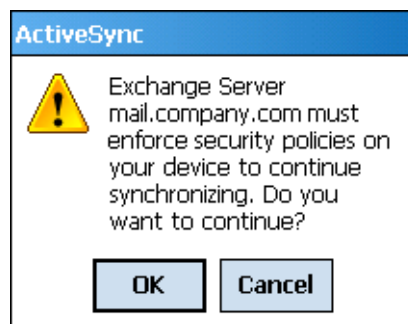 ActiveSync
Exchange Server
mail.company.com must
enforce security policies on
your device to continue
synchronizing. Do you
want to continue?
OK Cancel